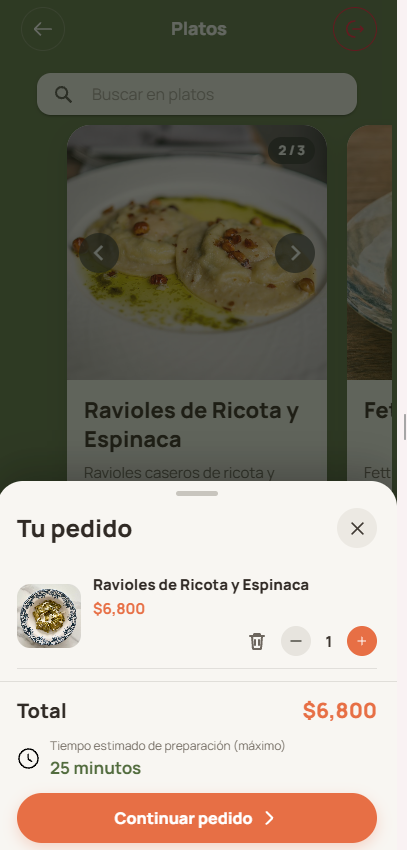 Platos
Buscar en platos
2 / 3
Ravioles de Ricota y
Espinaca
Ravioles caseros de ricota y
Fet
Fett
Tu pedido
Ravioles de Ricota y Espinaca
$6,800
1
Total
$6,800
Tiempo estimado de preparación (máximo)
25 minutos
Continuar pedido